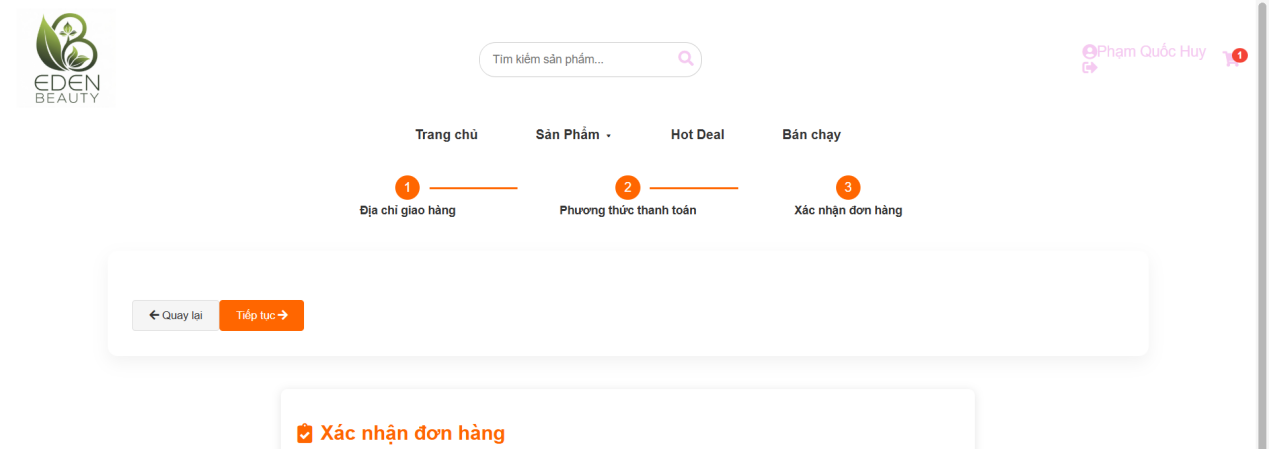 EDEN
BEAUTY
Tìm kiếm sản phẩm...
Phạm Quốc Huy
1
Trang chủ
Sản Phẩm
Hot Deal
Bán chạy
1
2
3
Địa chỉ giao hàng
Phương thức thanh toán
Xác nhận đơn hàng
Quay lại
Tiếp tục
Xác nhận đơn hàng